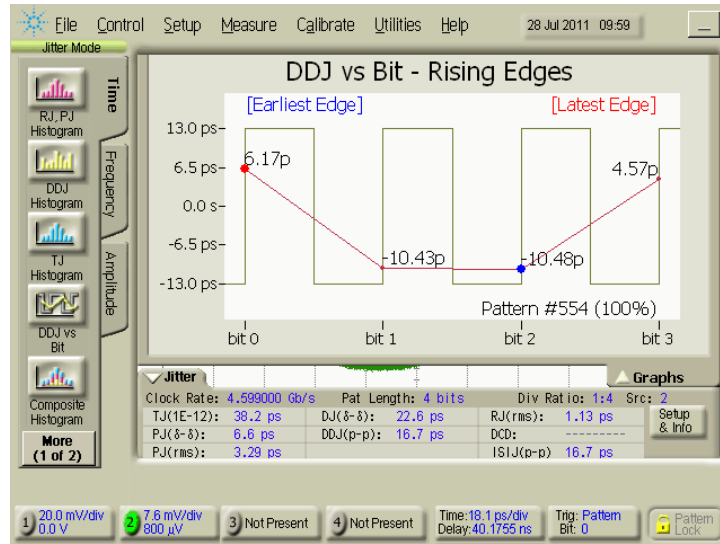 File Control Setup Measure Calibrate Utilities Help 28 Jul 2011 09:59
Jitter Mode
RJ, PJ
Histogram
DDJ
Histogram
TJ
Histogram
DDJ vs
Bit
Composite
Histogram
More
(1 of 2)
Time
Frequency
Amplitude
DDJ vs Bit - Rising Edges
[Earliest Edge] [Latest Edge]
13.0 ps
6.5 ps
0.0 s
-6.5 ps
-13.0 ps
6.17p
-10.43p
-10.48p
4.57p
Pattern #554 (100%)
bit 0 bit 1 bit 2 bit 3
Jitter Graphs
Clock Rate: 4.599000 Gb/s Pat Length: 4 bits Div Ratio: 1:4 Src: 2
TJ(1E-12): 38.2 ps DJ(δ-δ): 22.6 ps RJ(rms): 1.13 ps
PJ(δ-δ): 6.6 ps DDJ(p-p): 16.7 ps DCD: ---------
PJ(rms): 3.29 ps ISIJ(p-p) 16.7 ps
Setup
& Info
1) 20.0 mV/div
0.0 V
2) 7.6 mV/div
800 µV
3) Not Present
4) Not Present
Time:18.1 ps/div
Delay:40.1755 ns
Trig: Pattern
Bit: 0
Pattern
Lock